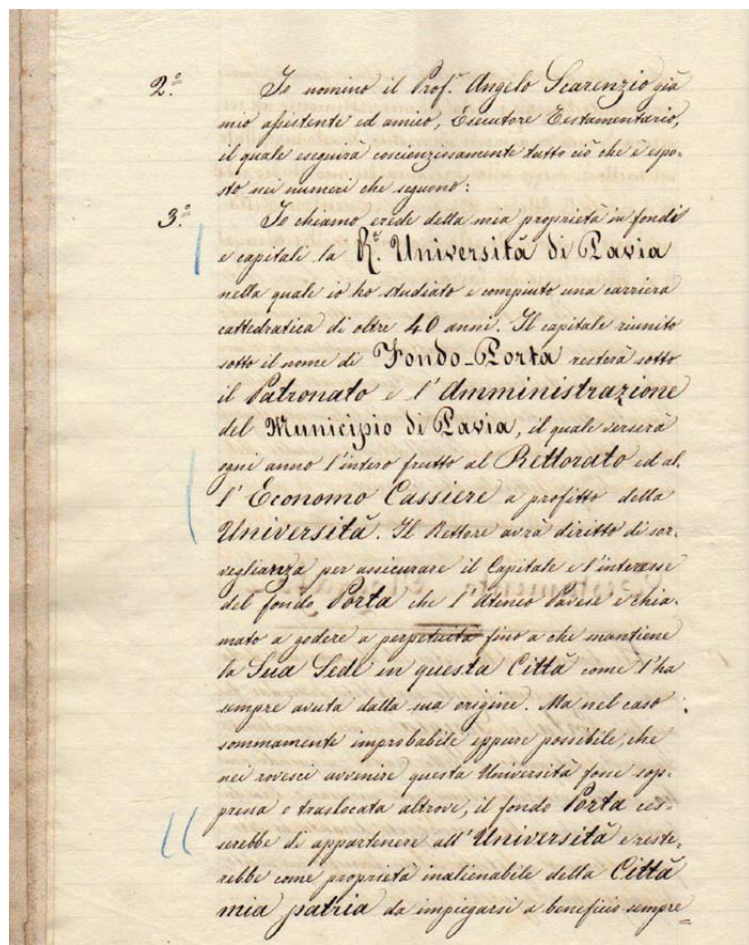 2.º Io nomino il Prof.r Angelo Scarenzio già
mio assistente ed amico, Esecutore Testamentario,
il quale eseguirà coscienziosamente tutto ciò che è espo-
sto nei numeri che seguono:
3.º Io chiamo erede della mia proprietà in fondi
e capitali la R.ª Università di Pavia
nella quale io ho studiato e compiuto una carriera
cattedratica di oltre 40 anni. Il capitale riunito
sotto il nome di Fondo-Porta resterà sotto
il Patronato e l'Amministrazione
del Municipio di Pavia, il quale verserà
ogni anno l'intero frutto al Rettorato ed al-
l'Economo Cassiere a profitto della
Università. Il Rettore avrà diritto di sor-
veglianza per assicurare il Capitale e l'interesse
del fondo Porta che l'Ateneo Pavese è chia-
mato a godere a perpetuità fino a che mantiene
la Sua Sede in questa Città come l'ha
sempre avuta dalla sua origine. Ma nel caso
sommamente improbabile eppure possibile, che
nei rovesci avvenire questa Università fosse sop-
pressa o traslocata altrove, il fondo Porta ces-
serebbe di appartenere all'Università e reste-
rebbe come proprietà inalienabile della Città
mia patria da impiegarsi a beneficio sempre